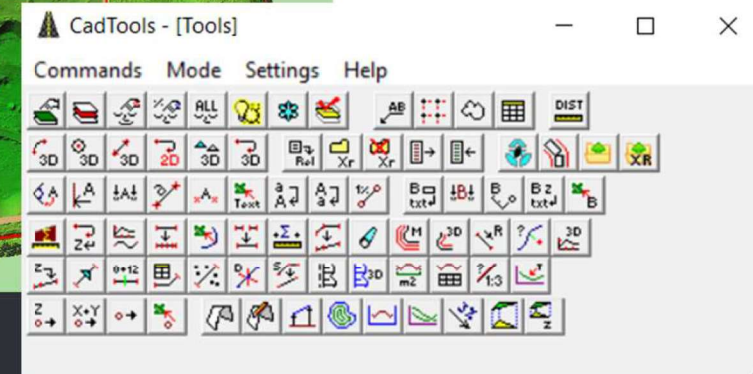 CadTools - [Tools]
Commands Mode Settings Help
ALL AB DIST
3D 3D 3D 2D 3D 3D Rel Xr Xr XR
A A A A Text a A A a 1% B txt B B B z txt B
Z Σ M 3D R ? 3D
Z 0+12 D S 3D m2 ? 1:3 T
Z X+Y Z